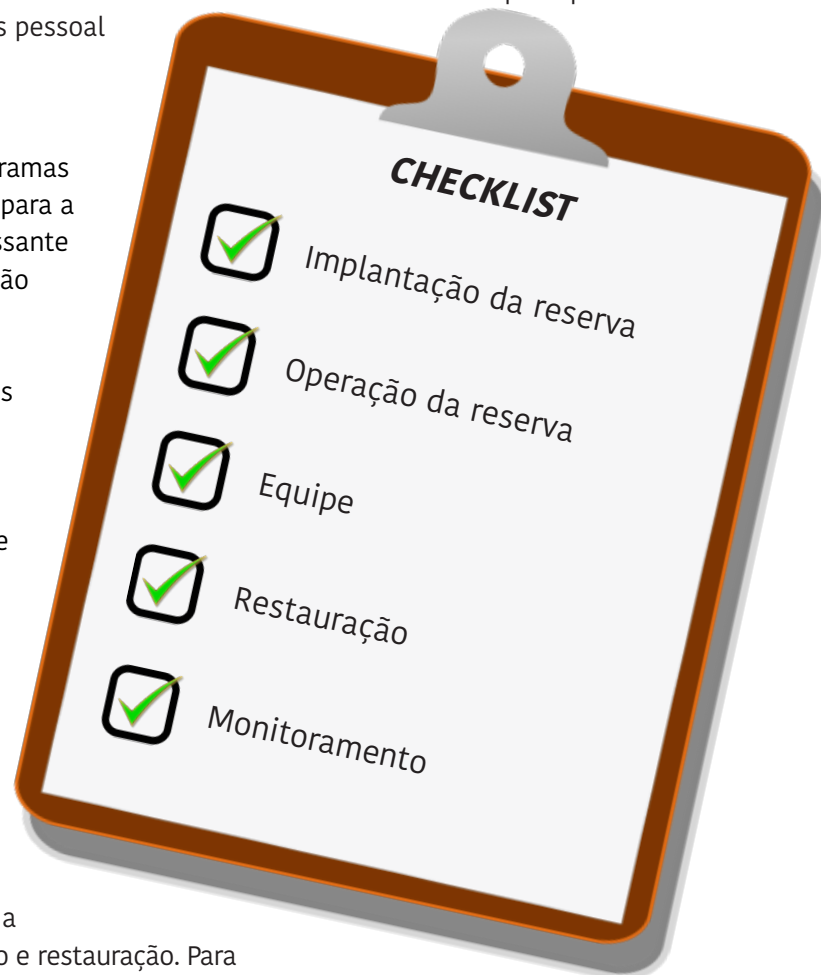 s pessoal
ramas
para a
ssante
ão
s
e
CHECKLIST
Implantação da reserva
Operação da reserva
Equipe
Restauração
Monitoramento
a
o e restauração. Para